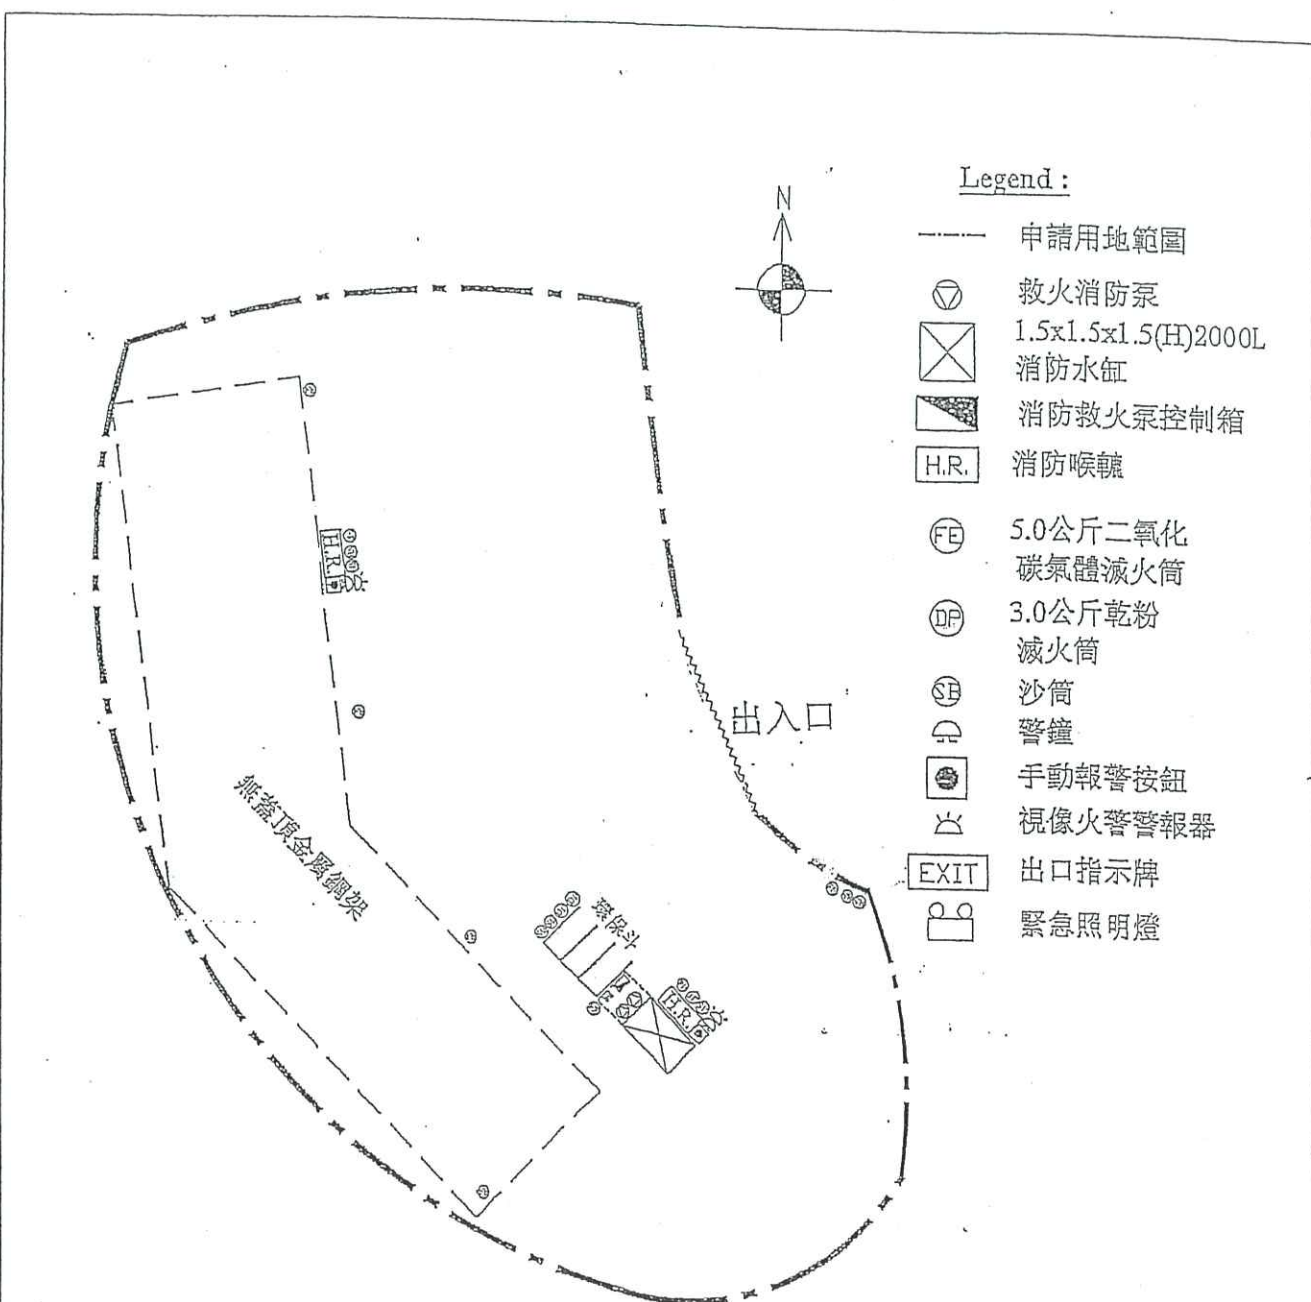 Legend :
N
申請用地範圍
救火消防泵
1.5x1.5x1.5(H)2000L
消防水缸
消防救火泵控制箱
H.R.
消防喉轆
FE
5.0公斤二氧化
碳氣體滅火筒
DP
3.0公斤乾粉
滅火筒
SB
沙筒
警鐘
手動報警按鈕
視像火警警報器
EXIT
出口指示牌
緊急照明燈
H.R.
出入口
無蓋頂金屬鋼架
環保斗
H.R.